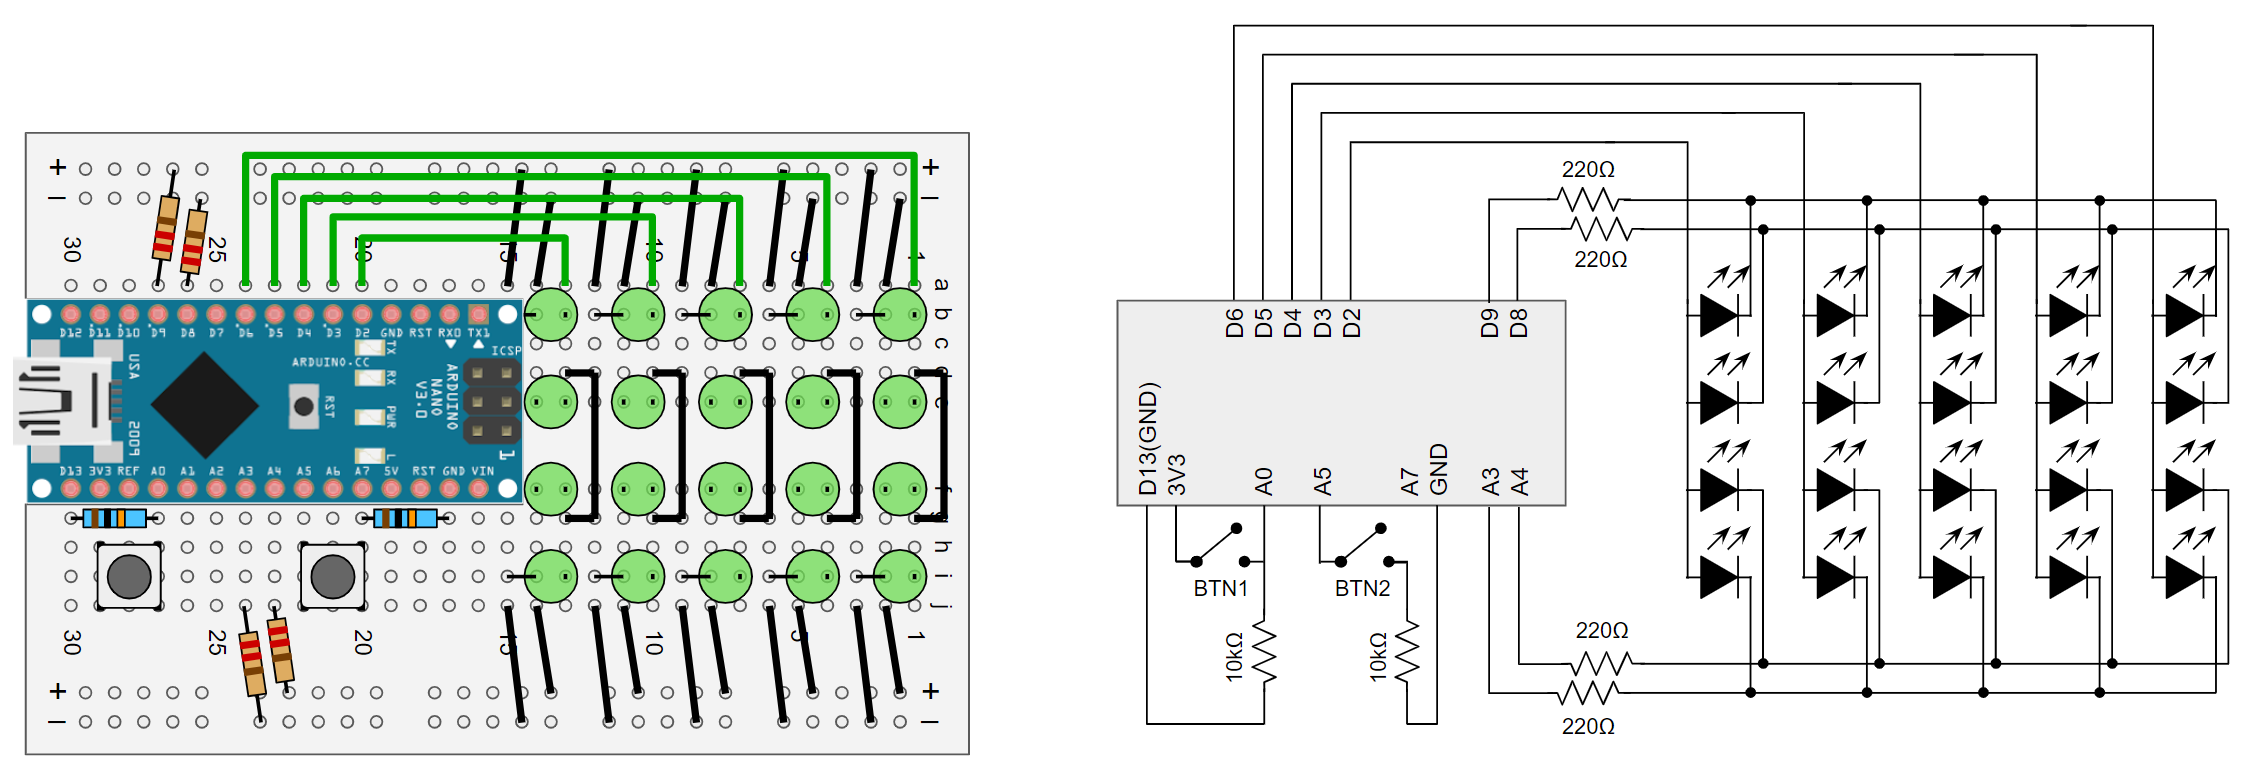 + +
– –
30 25 20 15 10 5 1
a
b
c
d
e
f
g
h
i
j
D12 D11 D10 D9 D8 D7 D6 D5 D4 D3 D2 GND RST RX0 TX1
USA
TX
RX
PWR
L
ARDUINO.CC
RST
ICSP
ARDUINO
NANO
V3.0
2009
1
D13 3V3 REF A0 A1 A2 A3 A4 A5 A6 A7 5V RST GND VIN
30 25 20 15 10 5 1
+ +
– –
220Ω
220Ω
D6 D5 D4 D3 D2 D9 D8
D13(GND) 3V3 A0 A5 A7 GND A3 A4
BTN1 BTN2
10kΩ 10kΩ
220Ω
220Ω